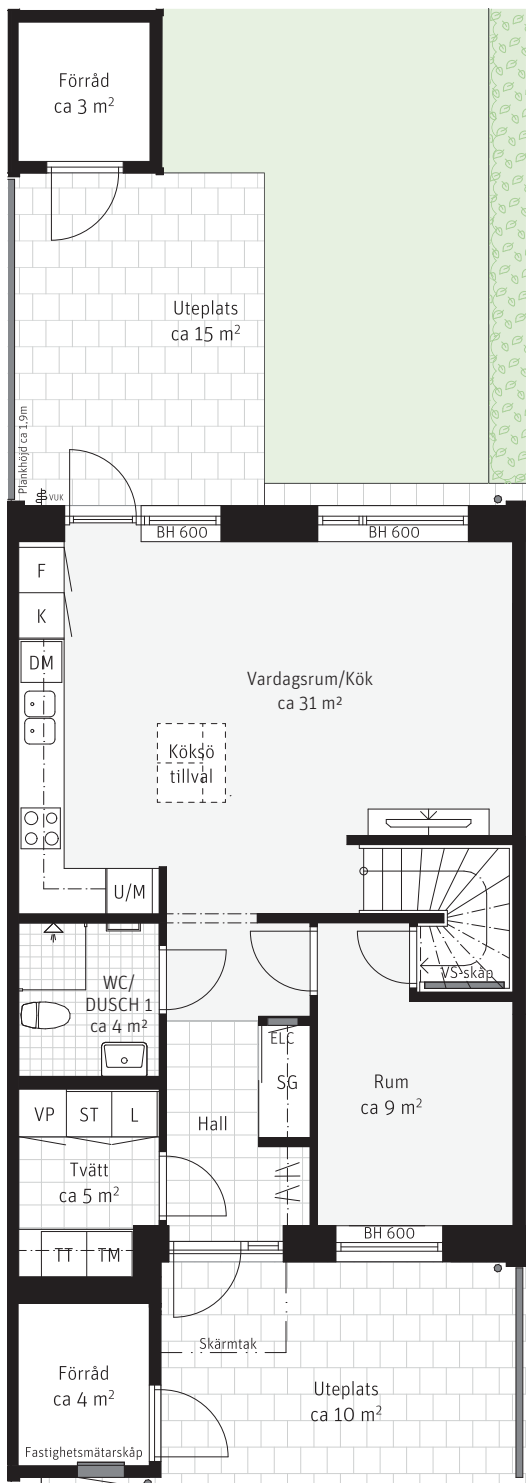 Förråd
ca 3 m²
Uteplats
ca 15 m²
Plankhöjd ca 1.9m
VUK
BH 600
BH 600
F
K
DM
Vardagsrum/Kök
ca 31 m²
Köksö
tillval
U/M
WC/
DUSCH 1
ca 4 m²
VS-skåp
ELC
SG
Rum
ca 9 m²
VP
ST
L
Hall
Tvätt
ca 5 m²
TT
TM
BH 600
Skärmtak
Förråd
ca 4 m²
Uteplats
ca 10 m²
Fastighetsmätarskåp